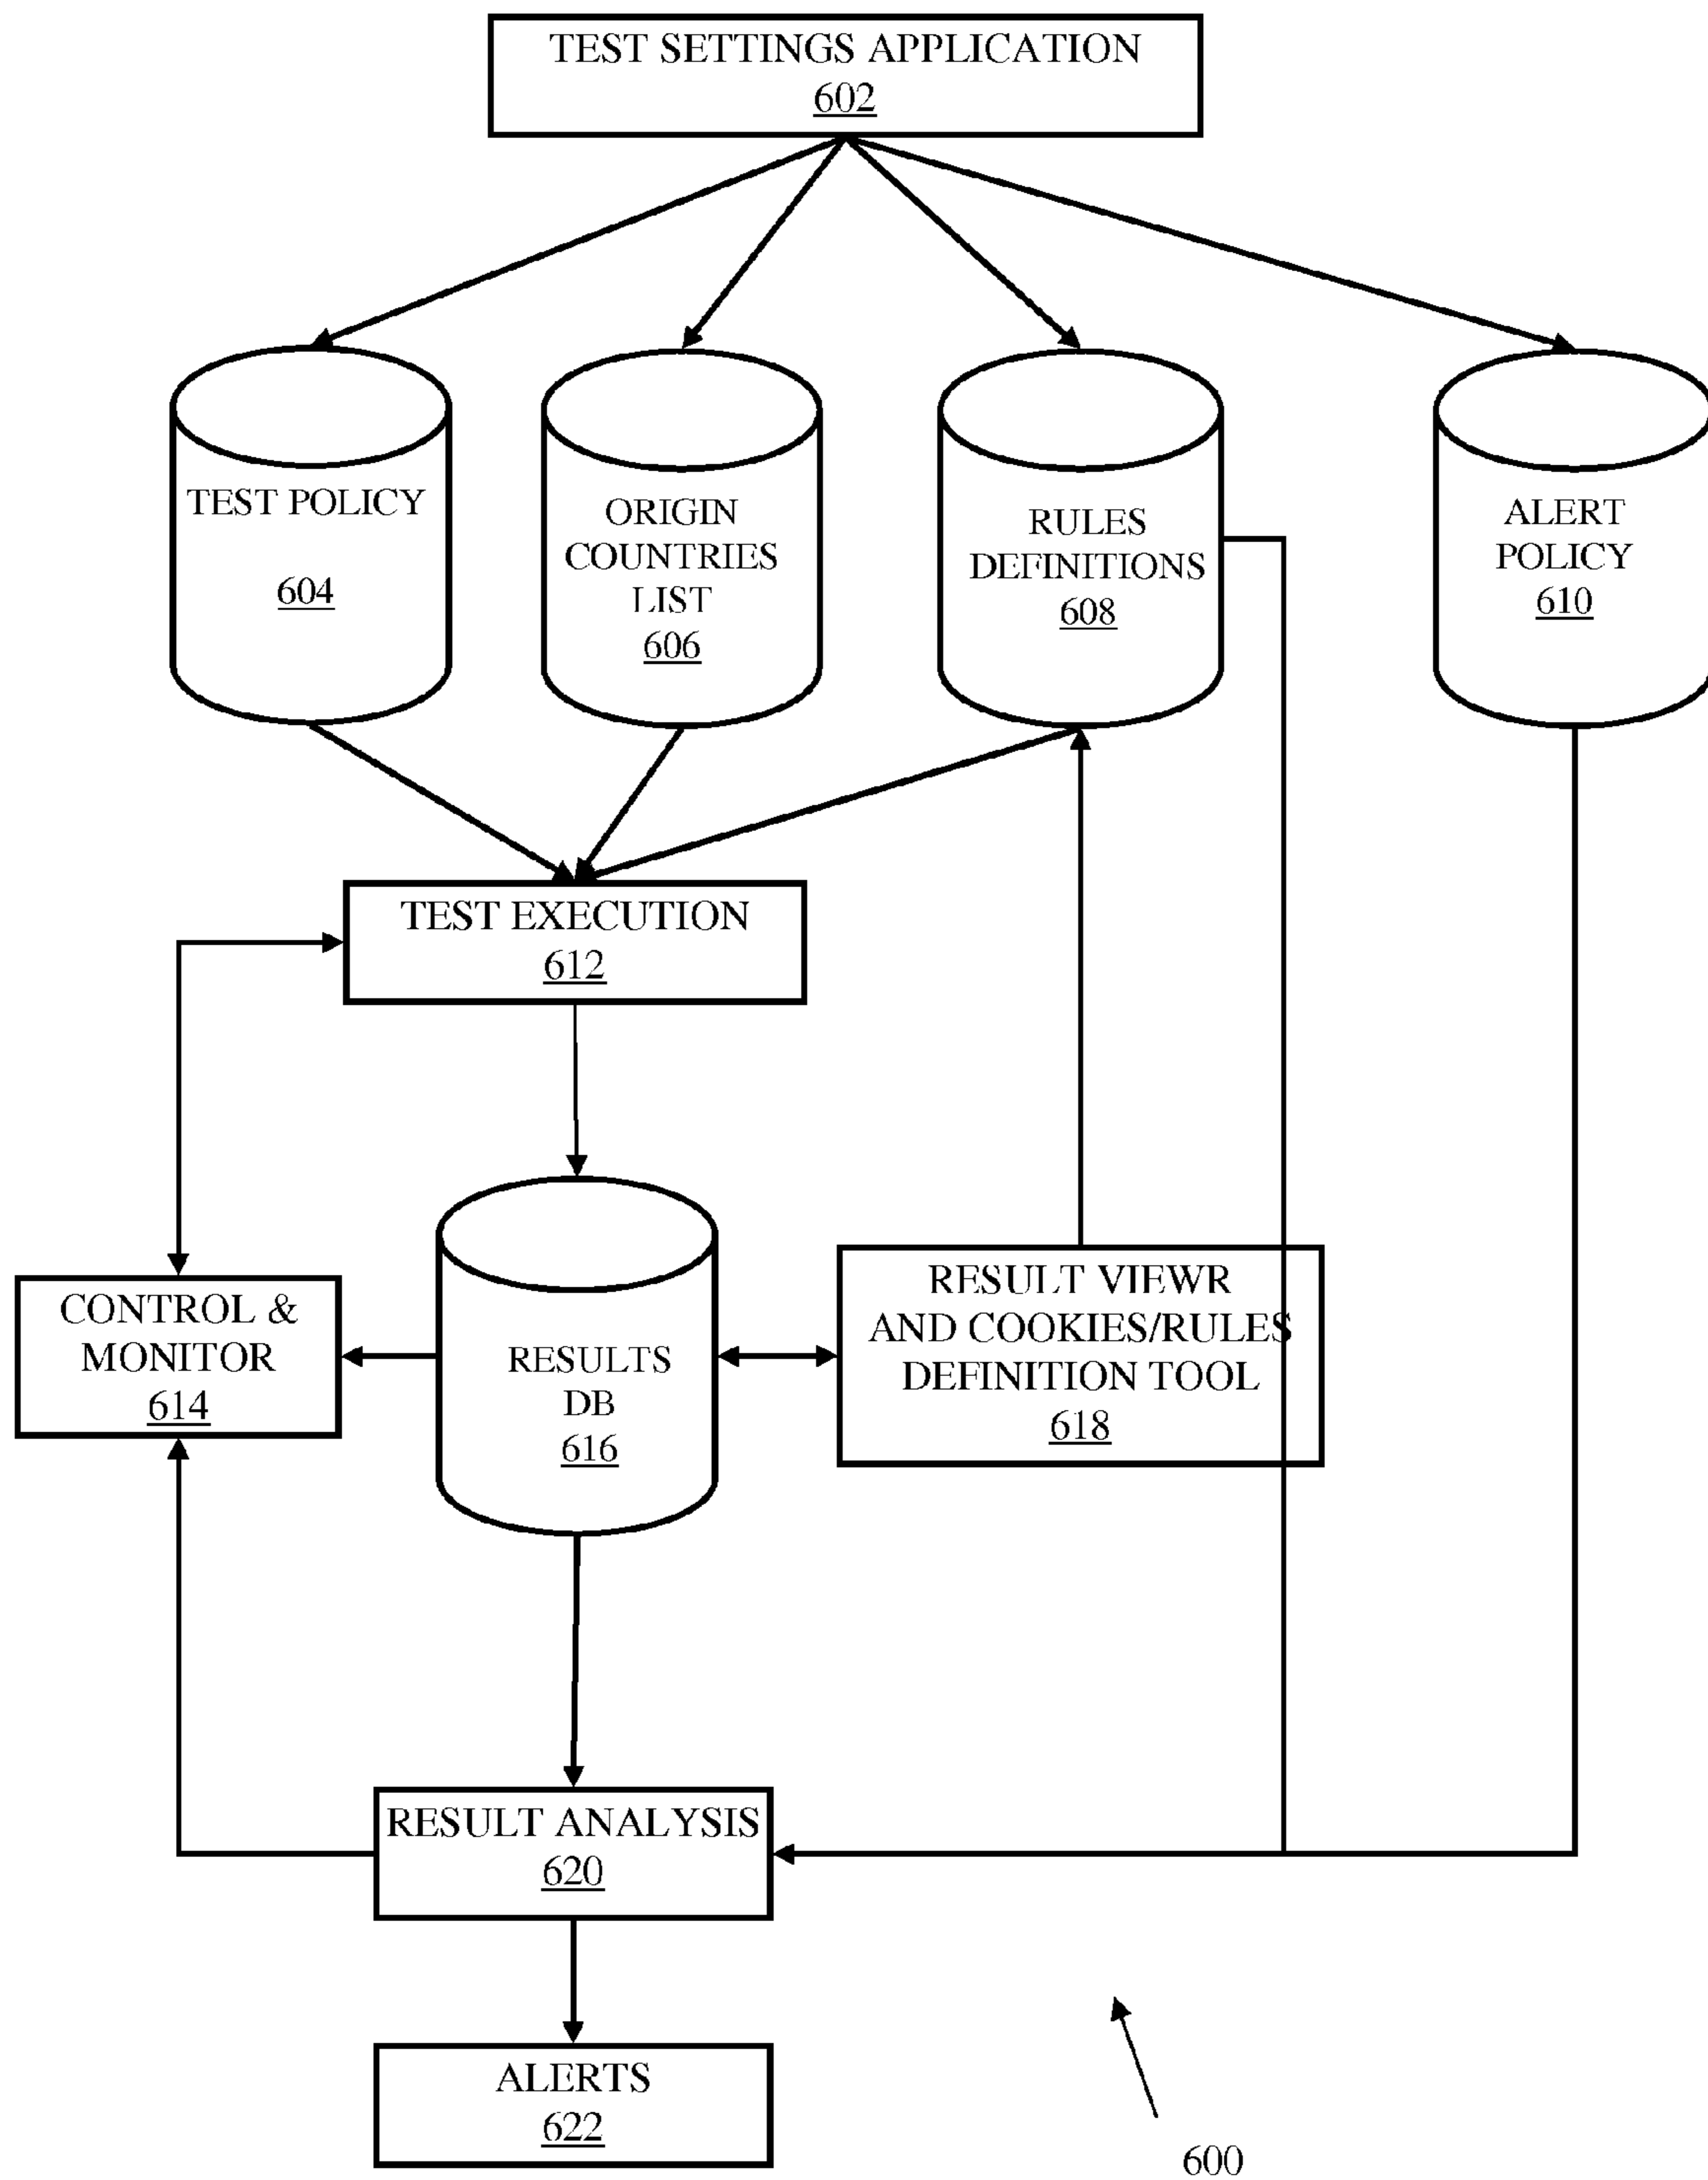 TEST SETTINGS APPLICATION
602
TEST POLICY
604
ORIGIN
COUNTRIES
LIST
606
RULES
DEFINITIONS
608
ALERT
POLICY
610
TEST EXECUTION
612
CONTROL &
MONITOR
614
RESULTS
DB
616
RESULT VIEWR
AND COOKIES/RULES
DEFINITION TOOL
618
RESULT ANALYSIS
620
ALERTS
622
600